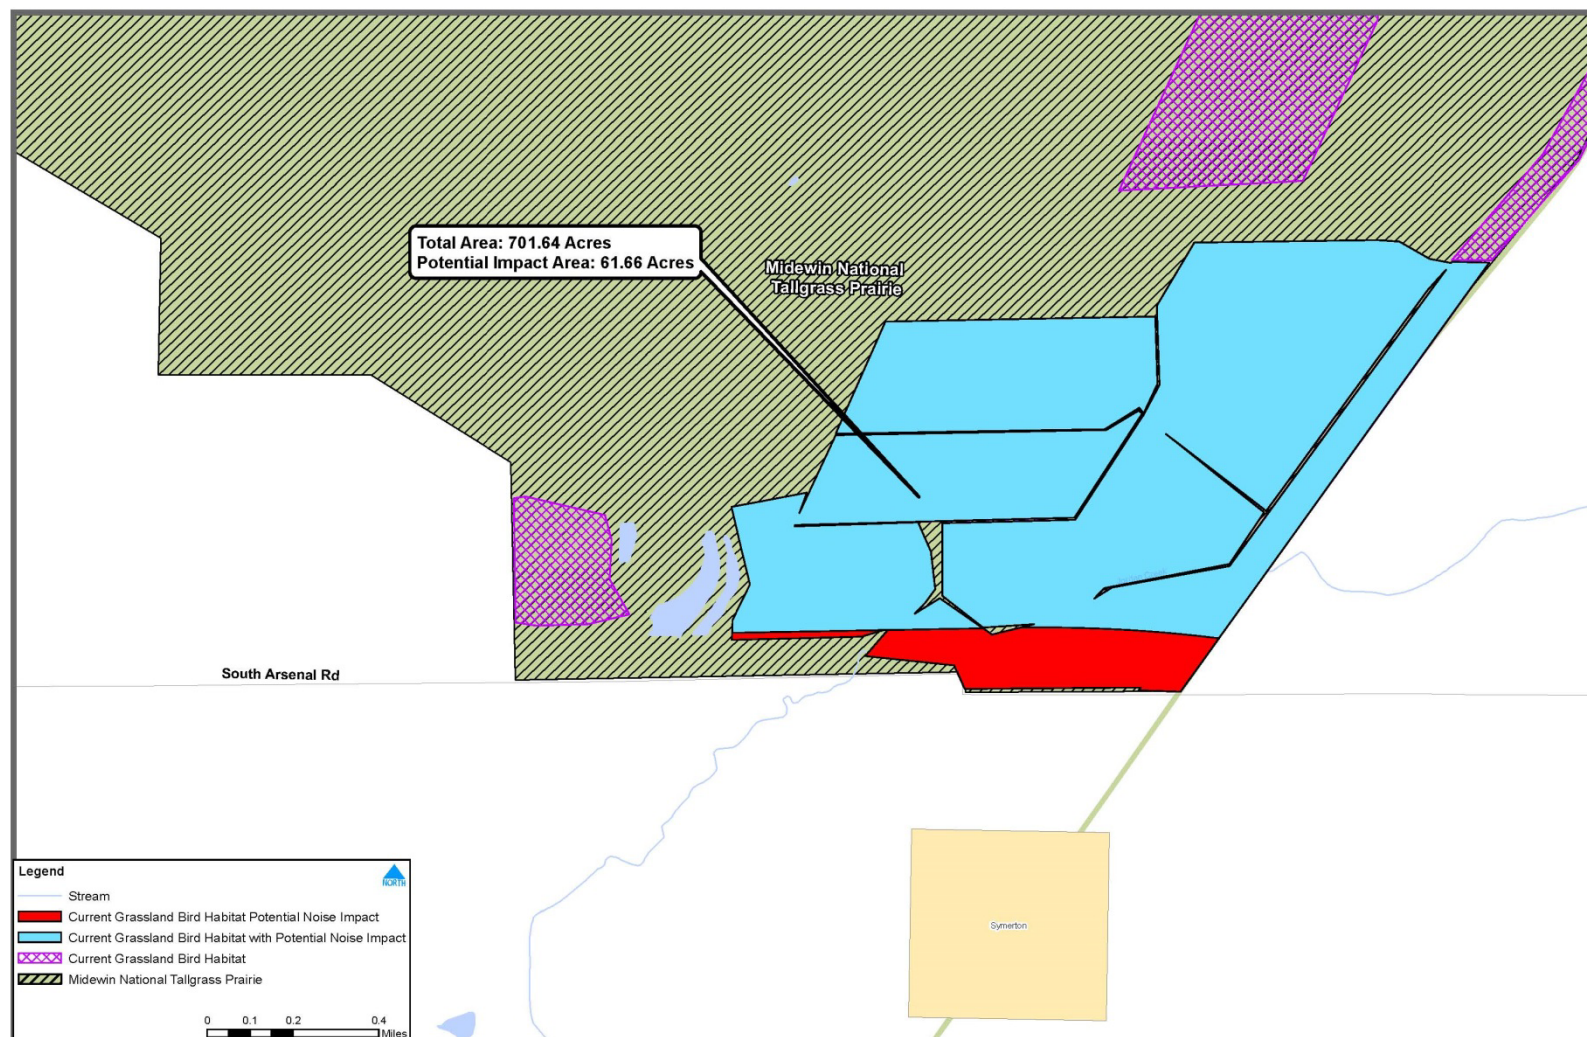 Total Area: 701.64 Acres
Potential Impact Area: 61.66 Acres
Midewin National
Tallgrass Prairie
South Arsenal Rd
Symerton
Legend
NORTH
Stream
Current Grassland Bird Habitat Potential Noise Impact
Current Grassland Bird Habitat with Potential Noise Impact
Current Grassland Bird Habitat
Midewin National Tallgrass Prairie
0 0.1 0.2 0.4
Miles